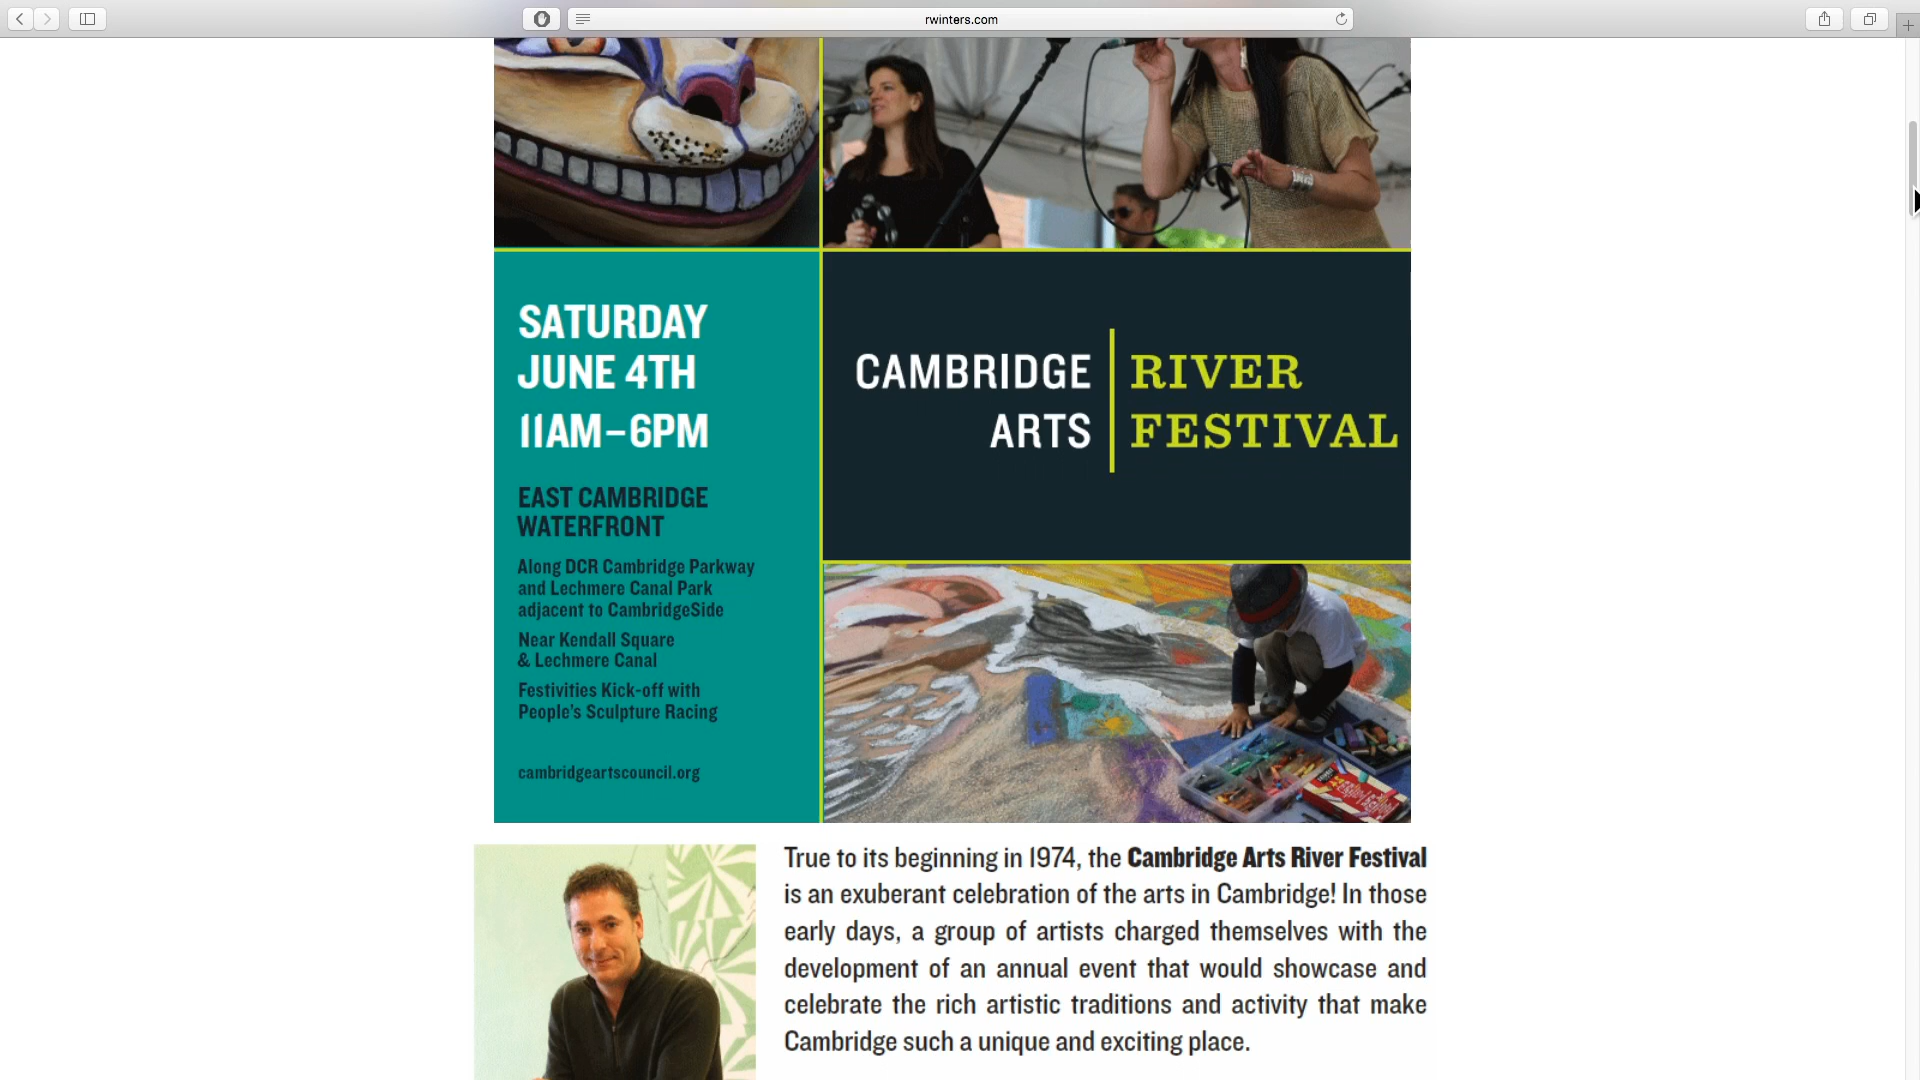 rwinters.com
SATURDAY
JUNE 4TH
11AM–6PM
EAST CAMBRIDGE
WATERFRONT
Along DCR Cambridge Parkway
and Lechmere Canal Park
adjacent to CambridgeSide
Near Kendall Square
& Lechmere Canal
Festivities Kick-off with
People's Sculpture Racing
cambridgeartscouncil.org
CAMBRIDGE
ARTS
RIVER
FESTIVAL
True to its beginning in 1974, the Cambridge Arts River Festival
is an exuberant celebration of the arts in Cambridge! In those
early days, a group of artists charged themselves with the
development of an annual event that would showcase and
celebrate the rich artistic traditions and activity that make
Cambridge such a unique and exciting place.